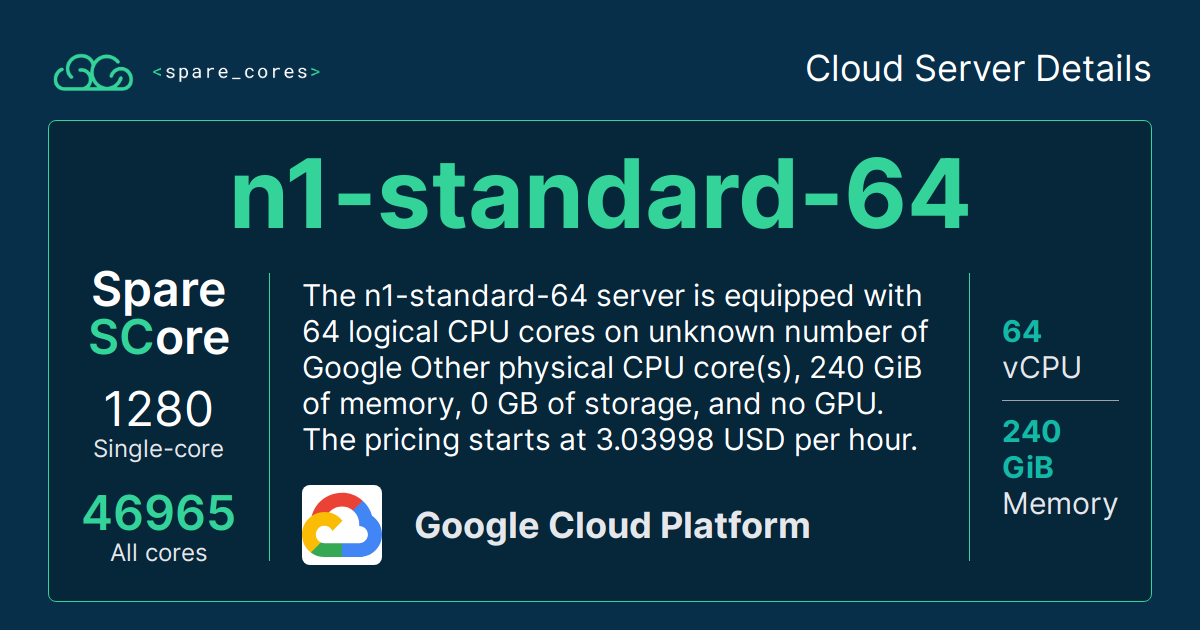 <spare_cores>
Cloud Server Details
n1-standard-64
Spare
SCore
1280
Single-core
46965
All cores
The n1-standard-64 server is equipped with
64 logical CPU cores on unknown number of
Google Other physical CPU core(s), 240 GiB
of memory, 0 GB of storage, and no GPU.
The pricing starts at 3.03998 USD per hour.
Google Cloud Platform
64
vCPU
240
GiB
Memory